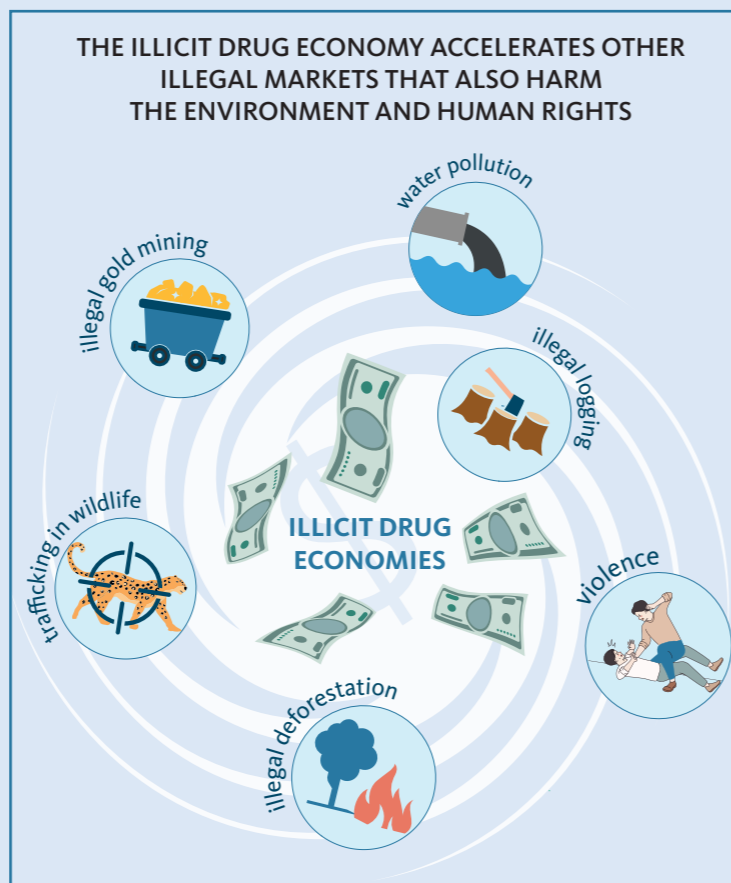 THE ILLICIT DRUG ECONOMY ACCELERATES OTHER
ILLEGAL MARKETS THAT ALSO HARM
THE ENVIRONMENT AND HUMAN RIGHTS
water pollution
illegal gold mining
illegal logging
ILLICIT DRUG
ECONOMIES
trafficking in wildlife
violence
illegal deforestation